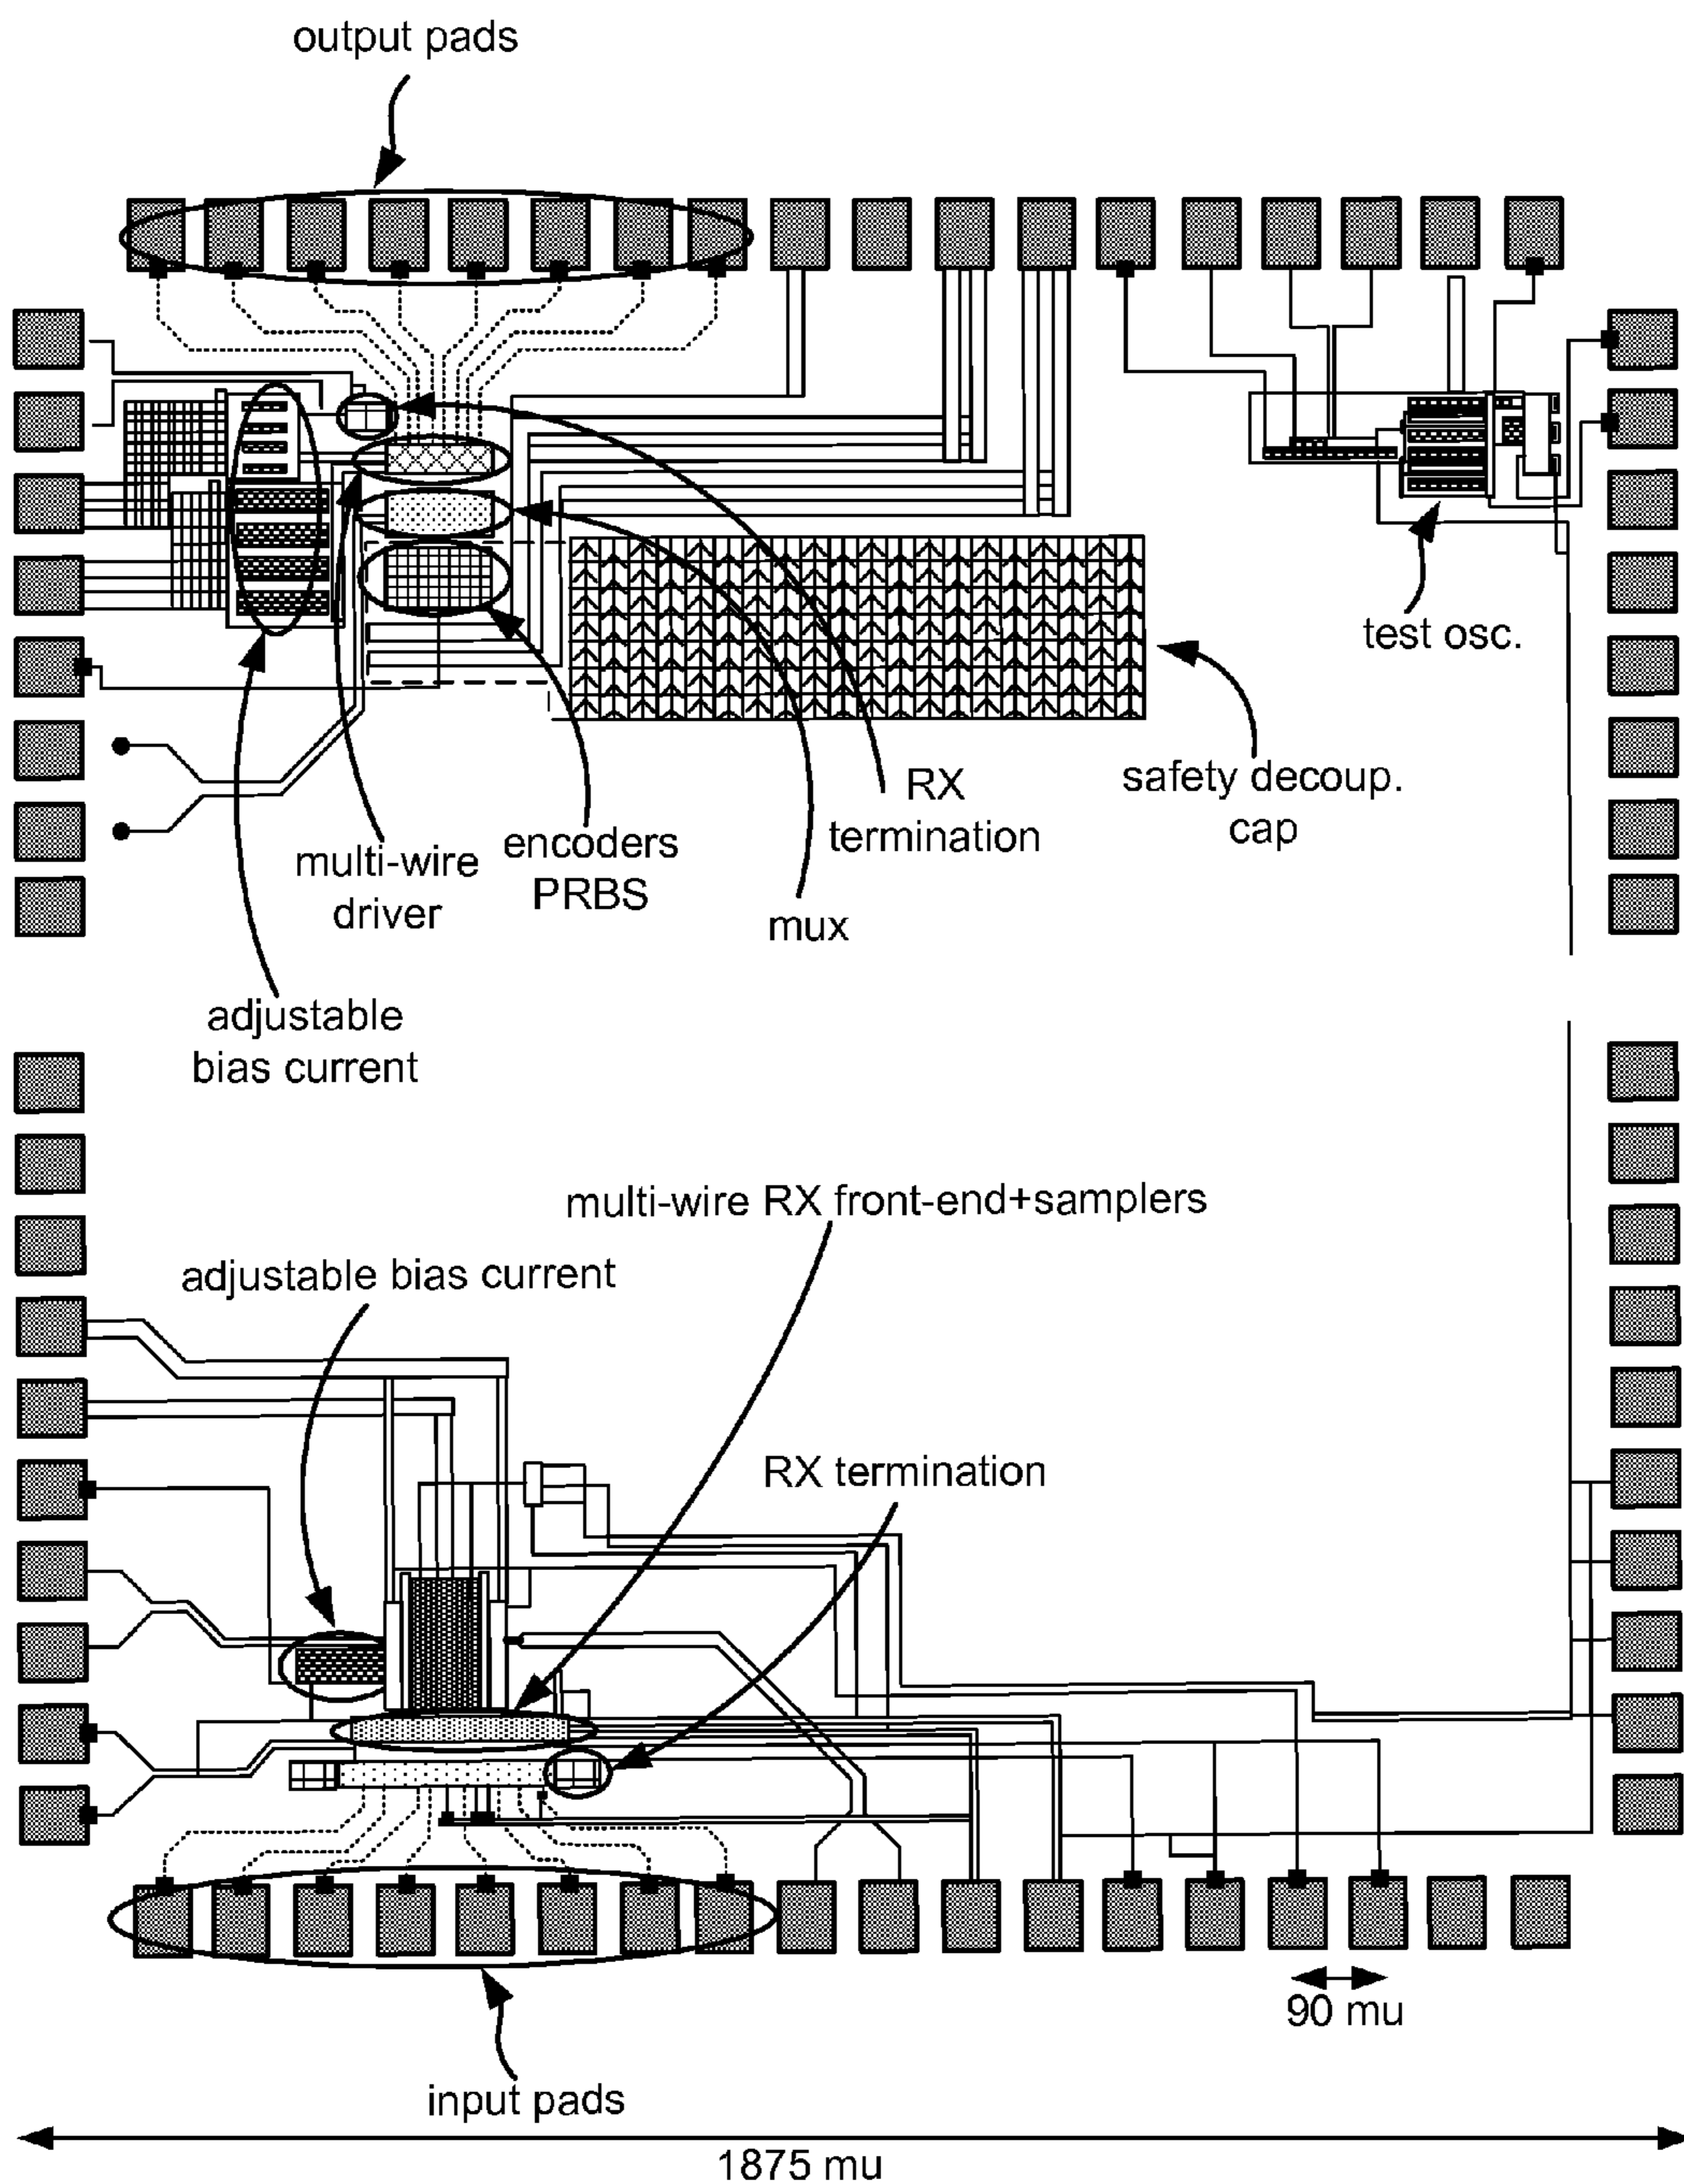 output pads
test osc.
safety decoup.
cap
RX
termination
encoders
PRBS
multi-wire
driver
mux
adjustable
bias current
multi-wire RX front-end+samplers
adjustable bias current
RX termination
90 mu
input pads
1875 mu